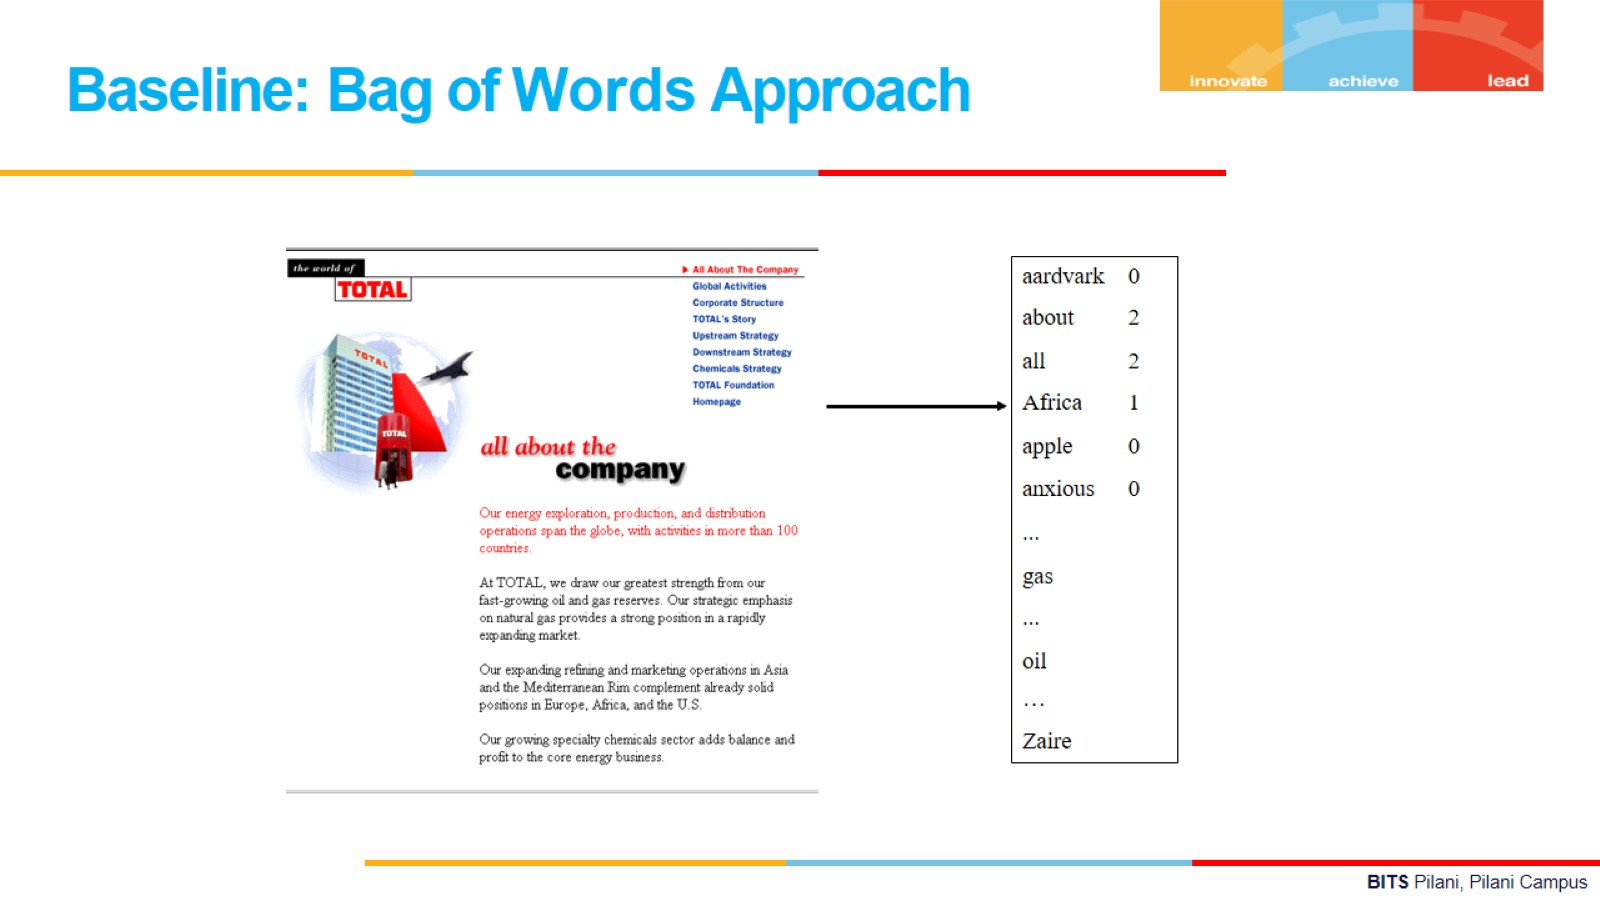 Baseline: Bag of Words Approach
innovate achieve lead
the world of
TOTAL
All About The Company
Global Activities
Corporate Structure
TOTAL's Story
Upstream Strategy
Downstream Strategy
Chemicals Strategy
TOTAL Foundation
Homepage
TOTAL
TOTAL
all about the
company
Our energy exploration, production, and distribution
operations span the globe, with activities in more than 100
countries.
At TOTAL, we draw our greatest strength from our
fast-growing oil and gas reserves. Our strategic emphasis
on natural gas provides a strong position in a rapidly
expanding market.
Our expanding refining and marketing operations in Asia
and the Mediterranean Rim complement already solid
positions in Europe, Africa, and the U.S.
Our growing specialty chemicals sector adds balance and
profit to the core energy business.
aardvark 0
about 2
all 2
Africa 1
apple 0
anxious 0
...
gas
...
oil
…
Zaire
BITS Pilani, Pilani Campus